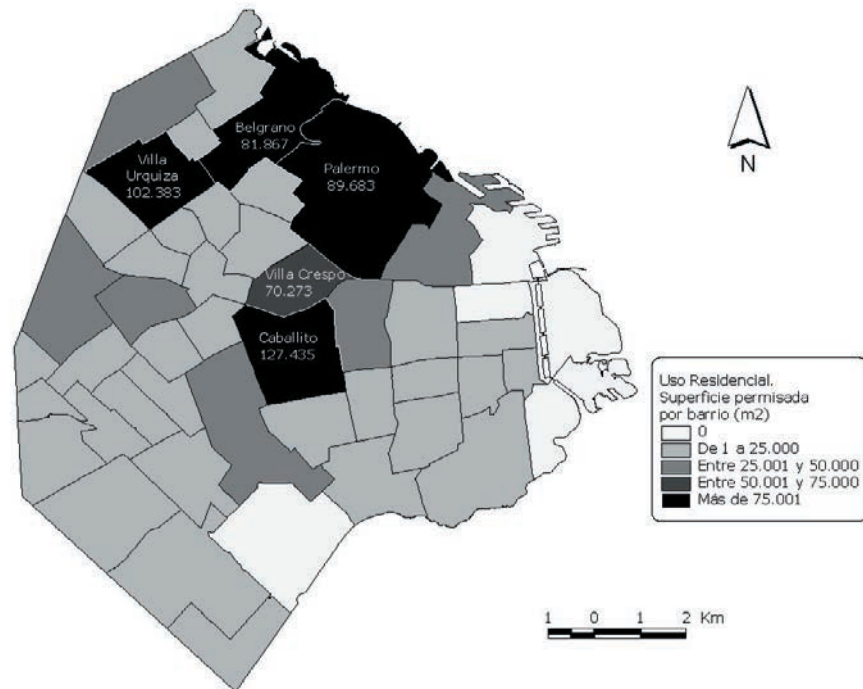 Belgrano
81.867
Villa
Urquiza
102.383
Palermo
89.683
N
Villa Crespo
70.273
Caballito
127.435
Uso Residencial.
Superficie permisada
por barrio (m2)
0
De 1 a 25.000
Entre 25.001 y 50.000
Entre 50.001 y 75.000
Más de 75.001
1 0 1 2 Km